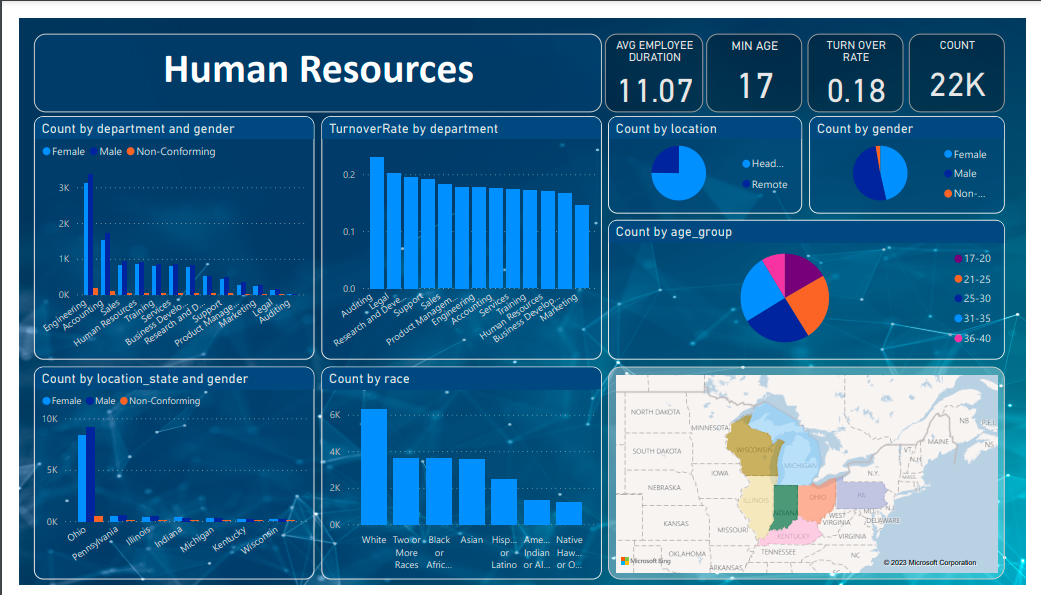 Human Resources
AVG EMPLOYEE
DURATION
11.07
MIN AGE
17
TURN OVER
RATE
0.18
COUNT
22K
Count by department and gender
Female Male Non-Conforming
3K
2K
1K
0K
Engineering
Accounting
Sales
Human Resources
Training
Services
Business Develo...
Research and D...
Support
Product Manage...
Marketing
Legal
Auditing
TurnoverRate by department
0.2
0.1
0.0
Auditing
Legal
Research and Deve...
Support
Sales
Product Managem...
Engineering
Accounting
Services
Training
Human Resources
Business Develop...
Marketing
Count by location
Head...
Remote
Count by gender
Female
Male
Non-...
Count by age_group
17-20
21-25
25-30
31-35
36-40
Count by location_state and gender
Female Male Non-Conforming
10K
5K
0K
Ohio
Pennsylvania
Illinois
Indiana
Michigan
Kentucky
Wisconsin
Count by race
6K
4K
2K
0K
White Two or Black Asian Hisp... Ame... Native
More or or Indian Haw...
Races Afric... Latino or Al... or O...
NORTH DAKOTA
MINNESOTA
SOUTH DAKOTA
WISCONSIN
MICHIGAN
IOWA
NEBRASKA
ILLINOIS
INDIANA
OHIO
PA
N.Y.
VT.
N.H.
MASS.
MAINE
NB
P.E.I.
NS
N.J.
MD
DELAWARE
WEST
VIRGINIA
VIRGINIA
KANSAS
MISSOURI
KENTUCKY
TENNESSEE
NC
OKLAHOMA
ARKANSAS
Microsoft Bing
© 2023 Microsoft Corporation